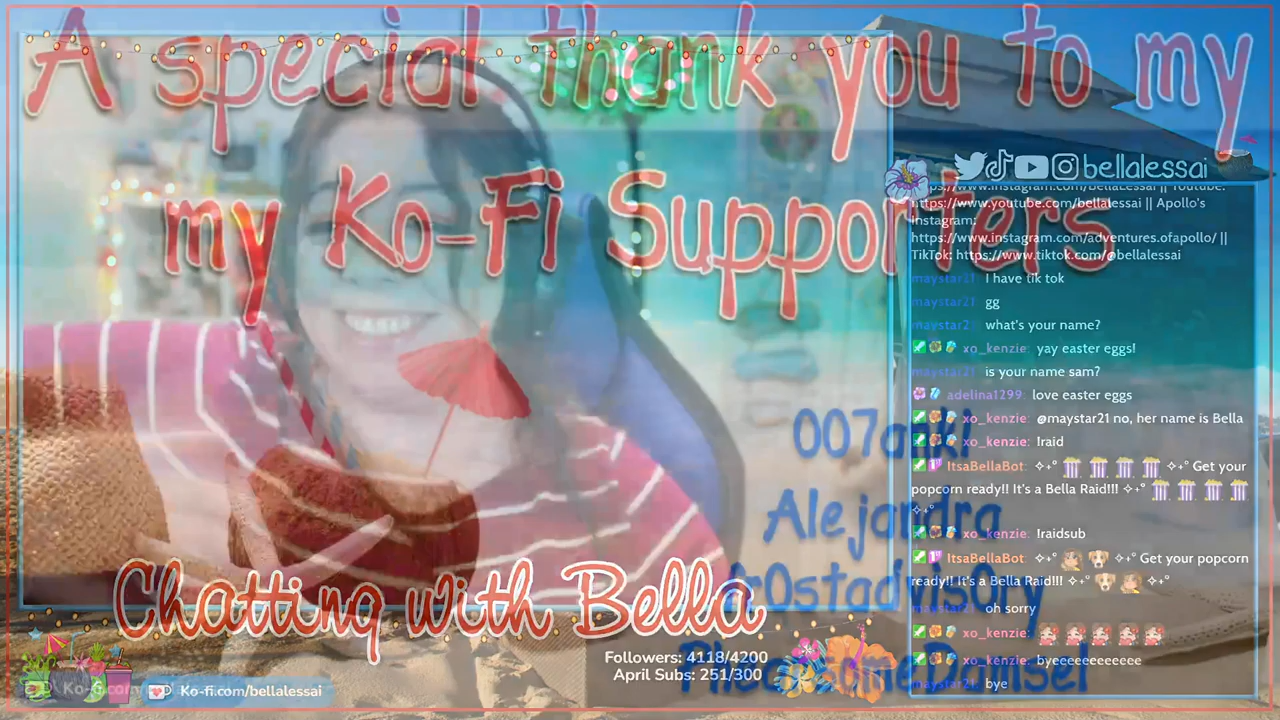 A special thank you to my
my Ko-Fi Supporters
bellalessai
https://www.instagram.com/BellaLessai || Youtube:
https://www.youtube.com/bellalessai || Apollo's
Instagram:
https://www.instagram.com/adventures.ofapollo/ ||
TikTok: https://www.tiktok.com/@bellalessai
maystar21: I have tik tok
maystar21: gg
maystar21: what's your name?
xo_kenzie: yay easter eggs!
maystar21: is your name sam?
adelina1299: love easter eggs
xo_kenzie: @maystar21 no, her name is Bella
xo_kenzie: !raid
ItsaBellaBot: ✧+° ✧+° Get your
popcorn ready!! It's a Bella Raid!!! ✧+°
✧+°
xo_kenzie: !raidsub
ItsaBellaBot: ✧+° ✧+° Get your popcorn
ready!! It's a Bella Raid!!! ✧+° ✧+°
maystar21: oh sorry
xo_kenzie:
xo_kenzie: byeeeeeeeeeeee
maystar21: bye
Alejandra
Chatting with Bella
Followers: 4118/4200
April Subs: 251/300
Ko-fi.com/bellalessai